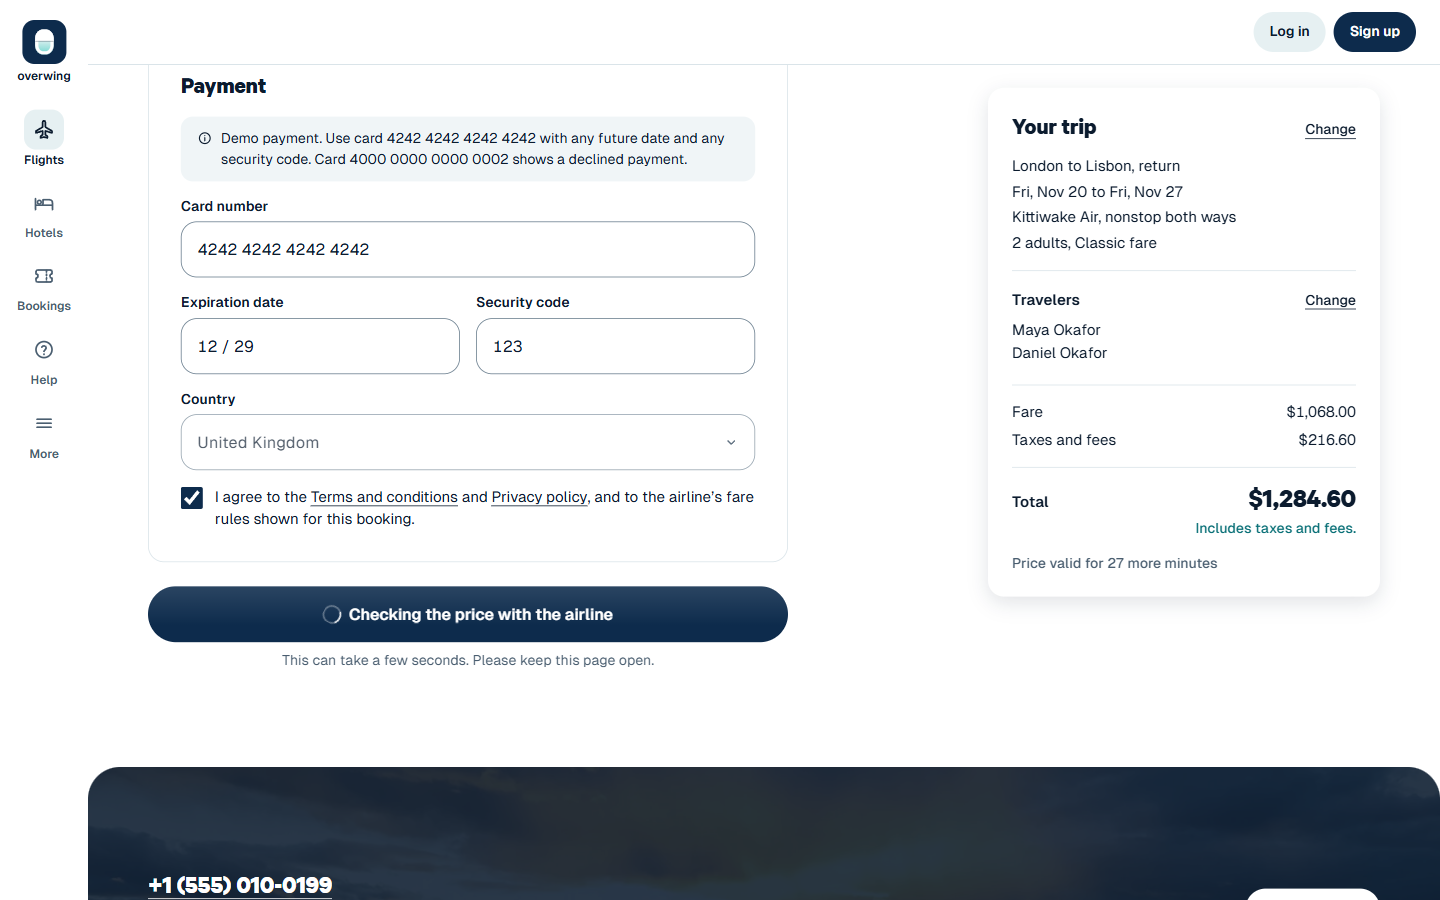 overwing
Flights
Hotels
Bookings
Help
More
Log in
Sign up
Payment
Demo payment. Use card 4242 4242 4242 4242 with any future date and any
security code. Card 4000 0000 0000 0002 shows a declined payment.
Card number
4242 4242 4242 4242
Expiration date
Security code
12 / 29
123
Country
United Kingdom
I agree to the Terms and conditions and Privacy policy, and to the airline's fare
rules shown for this booking.
Checking the price with the airline
This can take a few seconds. Please keep this page open.
Your trip
Change
London to Lisbon, return
Fri, Nov 20 to Fri, Nov 27
Kittiwake Air, nonstop both ways
2 adults, Classic fare
Travelers
Change
Maya Okafor
Daniel Okafor
Fare
$1,068.00
Taxes and fees
$216.60
Total
$1,284.60
Includes taxes and fees.
Price valid for 27 more minutes
+1 (555) 010-0199